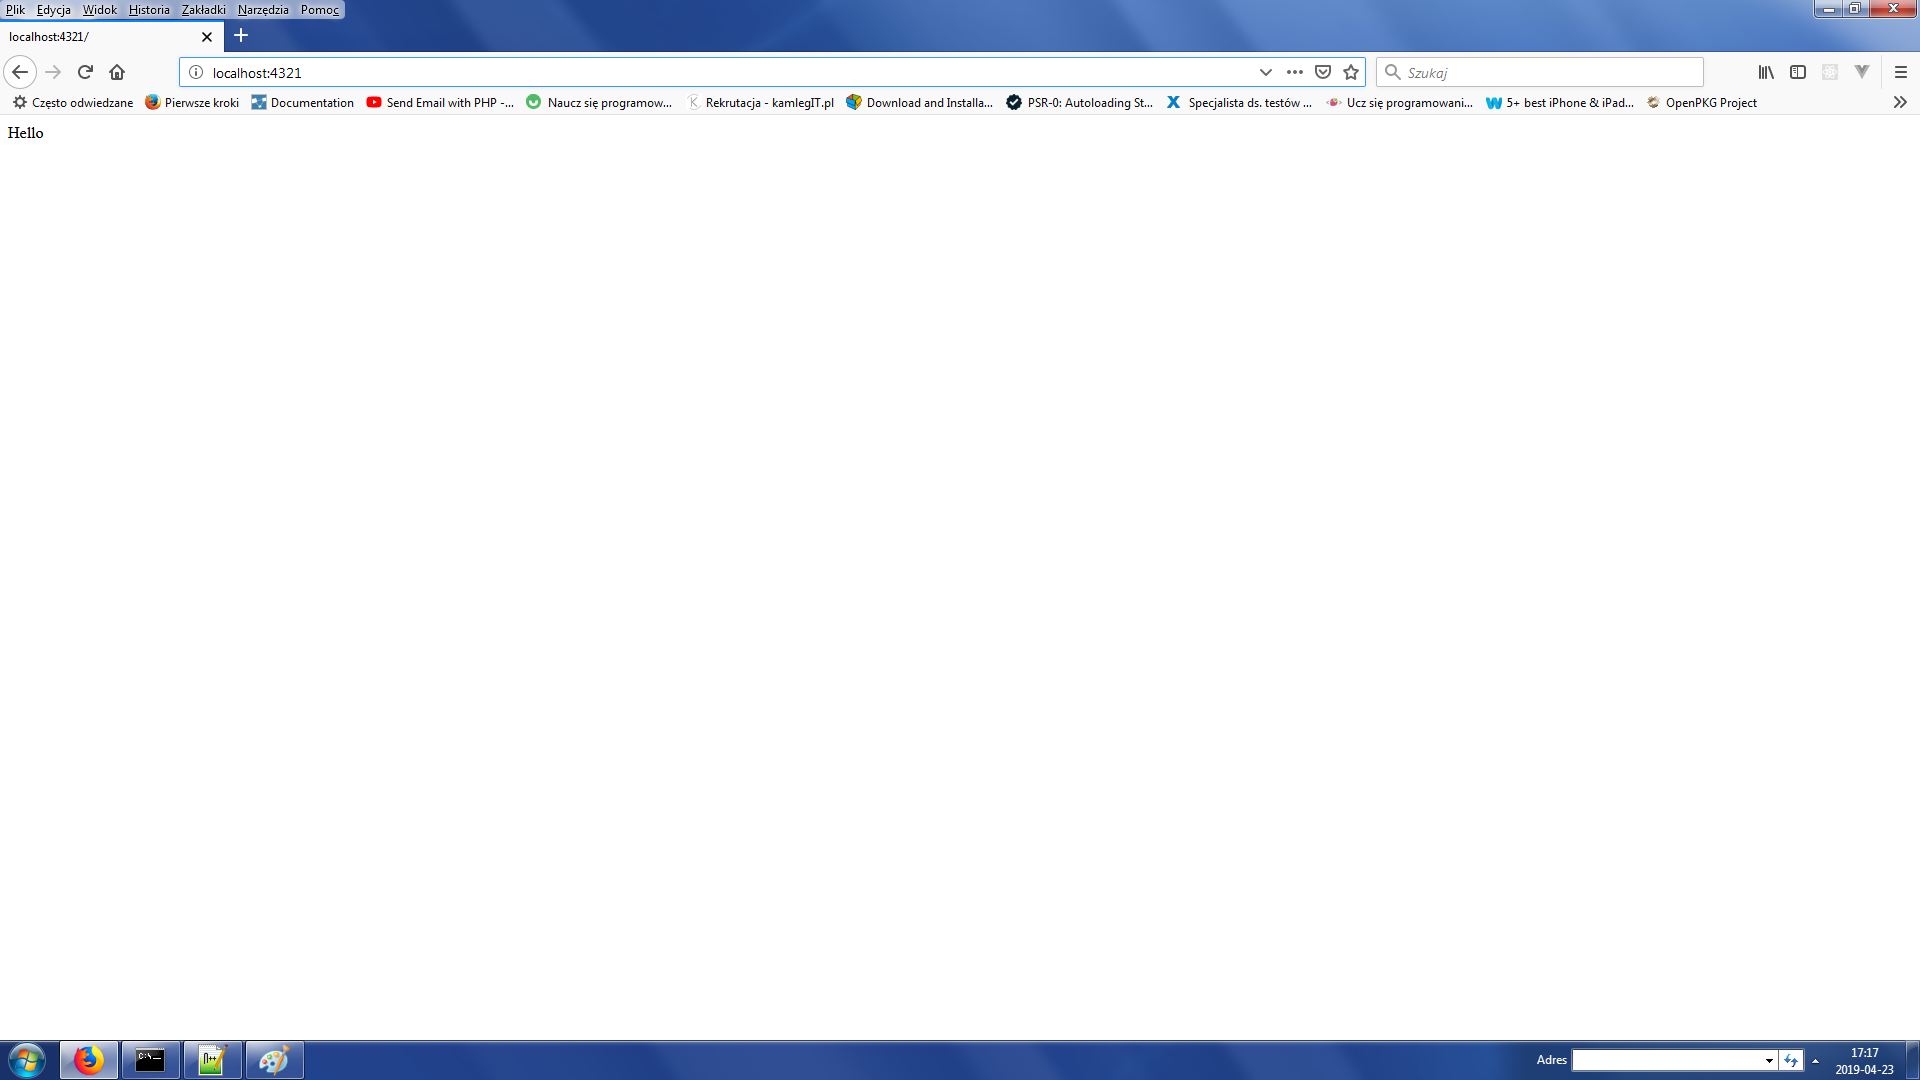 Plik Edycja Widok Historia Zakładki Narzędzia Pomoc
localhost:4321/
localhost:4321 Szukaj
Często odwiedzane Pierwsze kroki Documentation Send Email with PHP -... Naucz się programow... Rekrutacja - kamlegIT.pl Download and Installa... PSR-0: Autoloading St... Specjalista ds. testów ... Ucz się programowani... 5+ best iPhone & iPad... OpenPKG Project
Hello
Adres 17:17
2019-04-23